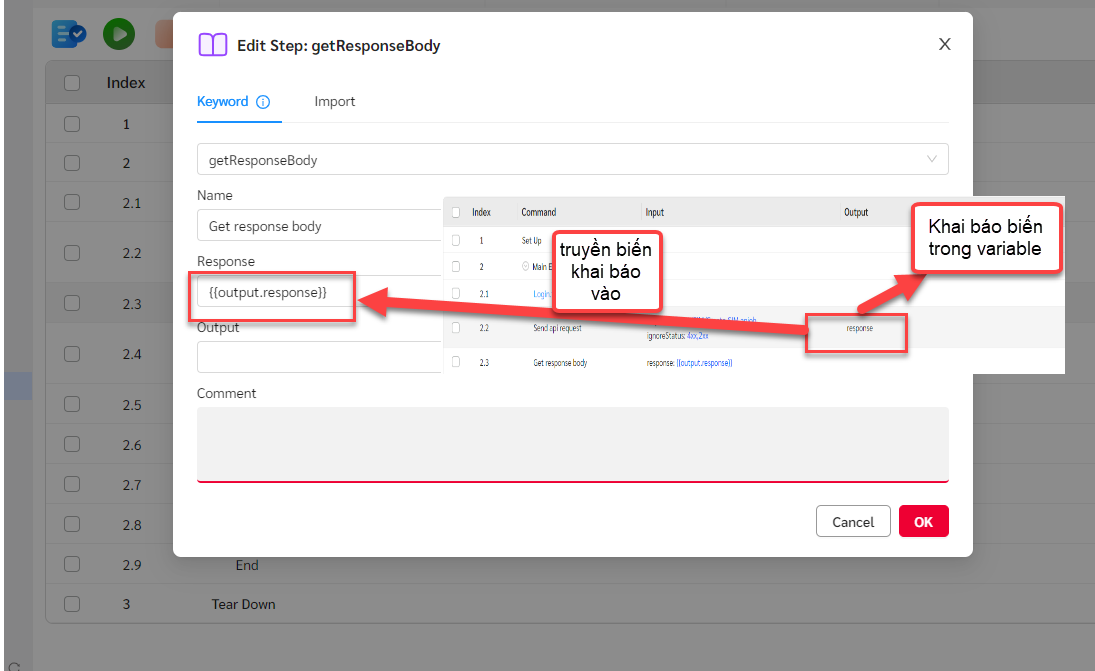 Edit Step: getResponseBody
Keyword
Import
getResponseBody
Name
Get response body
Response
{{output.response}}
Output
Comment
Cancel
OK
Index
1
2
2.1
2.2
2.3
2.4
2.5
2.6
2.7
2.8
2.9 End
3 Tear Down
Index Command Input Output
1 Set Up
2 Main
2.1
2.2 Send api request response
ignoreStatus: 4xx,2xx
2.3 Get response body response: {{output.response}}
truyền biến
khai báo
vào
Khai báo biến
trong variable